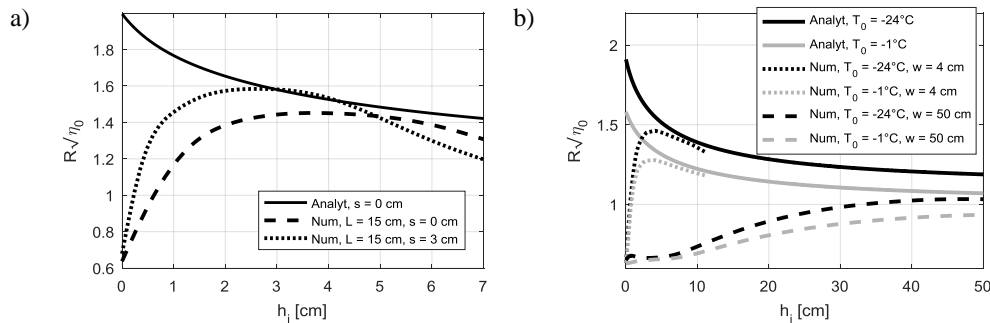 a)
R√η0
1.8
1.6
1.4
1.2
1
0.8
0.6
0 1 2 3 4 5 6 7
h_i [cm]
Analyt, s = 0 cm
Num, L = 15 cm, s = 0 cm
Num, L = 15 cm, s = 3 cm
b)
R√η0
2
1.5
1
0 10 20 30 40 50
h_i [cm]
Analyt, T0 = -24°C
Analyt, T0 = -1°C
Num, T0 = -24°C, w = 4 cm
Num, T0 = -1°C, w = 4 cm
Num, T0 = -24°C, w = 50 cm
Num, T0 = -1°C, w = 50 cm